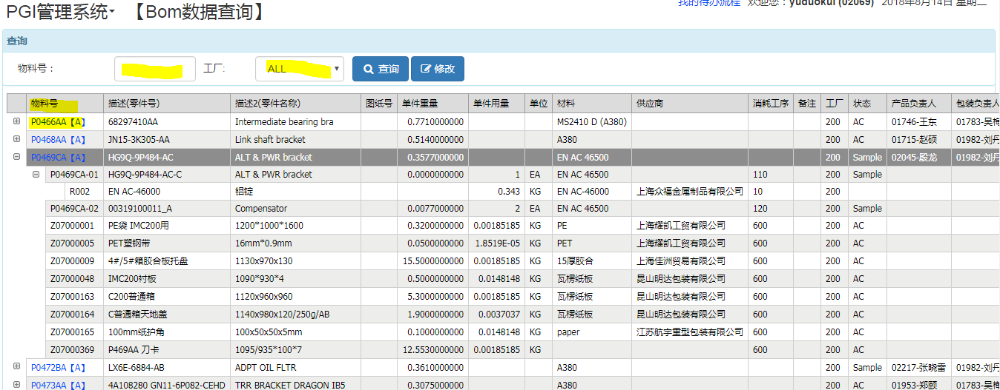 PGI管理系统 【Bom数据查询】 我的待办流程 欢迎您：yuduokui (02069) 2018年8月14日 星期二
查询
物料号： 工厂: ALL 查询 修改
物料号 描述(零件号) 描述2(零件名称) 图纸号 单件重量 单件用量 单位 材料 供应商 消耗工序 备注 工厂 状态 产品负责人 包装负责人
P0466AA【A】 68297410AA Intermediate bearing bra 0.7710000000 MS2410 D (A380) 200 AC 01746-王东 01783-吴梅
P0468AA【A】 JN15-3K305-AA Link shaft bracket 0.5140000000 A380 200 AC 01715-赵硕 01982-刘丹
P0469CA【A】 HG9Q-9P484-AC ALT & PWR bracket 0.3577000000 EN AC 46500 200 Sample 02045-殷龙 01982-刘丹
P0469CA-01 HG9Q-9P484-AC-C ALT & PWR bracket 0.0000000000 1 EA EN AC 46500 110 200 Sample
R002 EN AC-46000 铝锭 0.343 KG EN AC-46000 上海众福金属制品有限公司 10 200
P0469CA-02 00319100011_A Compensator 0.0077000000 2 EA EN AC 46500 120 200 Sample
Z07000001 PE袋 IMC200用 1200*1000*1600 0.3200000000 0.00185185 KG PE 上海耀凯工贸有限公司 600 200 AC
Z07000005 PET塑钢带 16mm*0.9mm 0.0500000000 1.8519E-05 KG PET 上海耀凯工贸有限公司 600 200 AC
Z07000009 4#/5#箱胶合板托盘 1130x970x130 15.5000000000 0.00185185 KG 15厚胶合 上海佳洲贸易有限公司 600 200 AC
Z07000048 IMC200衬板 1090*930*4 0.5000000000 0.0148148 KG 瓦楞纸板 昆山明达包装有限公司 600 200 AC
Z07000163 C200普通箱 1120x960x960 5.3000000000 0.00185185 KG 瓦楞纸板 昆山明达包装有限公司 600 200 AC
Z07000164 C普通箱天地盖 1140x980x120/250g/AB 1.9000000000 0.0037037 KG 瓦楞纸板 昆山明达包装有限公司 600 200 AC
Z07000165 100mm纸护角 100x50x50x5mm 0.1000000000 0.0148148 KG paper 江苏航宇重型包装有限公司 600 200 AC
Z07000369 P469AA 刀卡 1095/935*100*7 12.5530000000 0.00185185 KG 600 200 AC
P0472BA【A】 LX6E-6884-AB ADPT OIL FLTR 0.3610000000 A380 200 Sample 02217-张晓雷 01982-刘丹
P0473AA【A】 4A108280 GN11-6P082-CEHD TRR BRACKET DRAGON IB5 0.3075000000 A380 200 AC 01953-郑颐 01783-吴梅